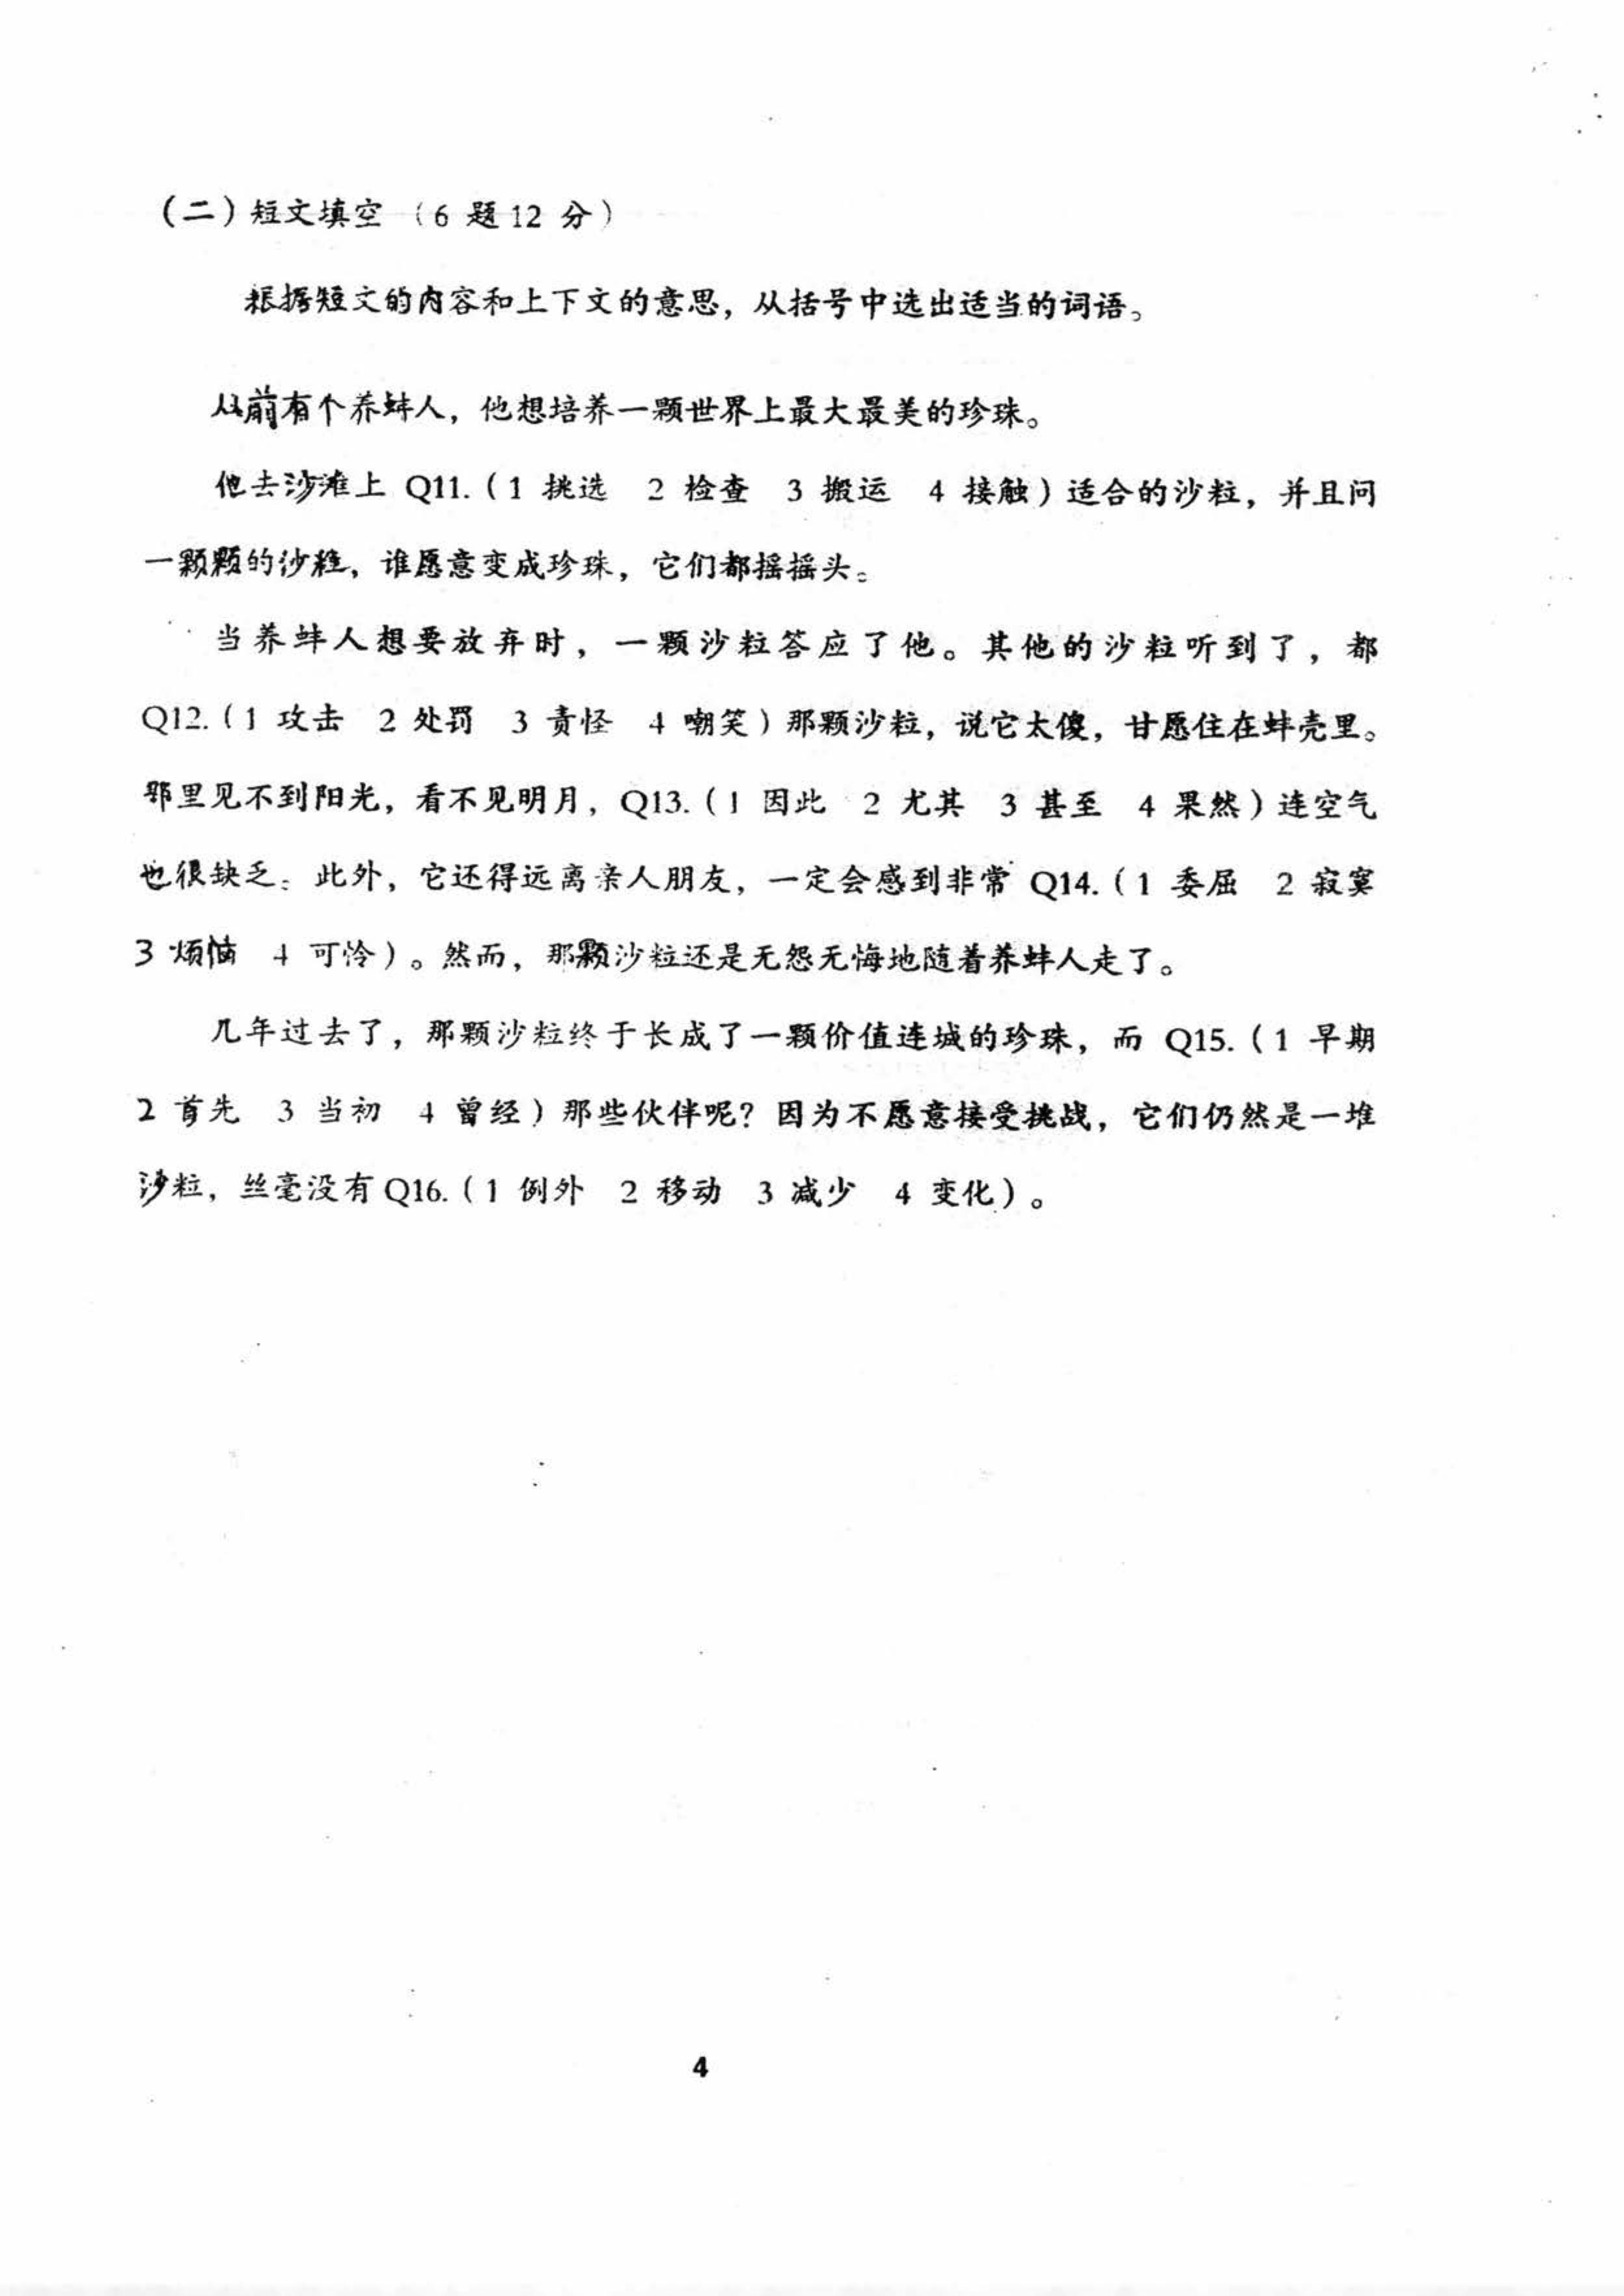 （二）短文填空（6 题 12 分）
根据短文的内容和上下文的意思，从括号中选出适当的词语。
从前有个养蚌人，他想培养一颗世界上最大最美的珍珠。
他去沙滩上 Q11.（1 挑选 2 检查 3 搬运 4 接触）适合的沙粒，并且问
一颗颗的沙粒，谁愿意变成珍珠，它们都摇摇头。
当养蚌人想要放弃时，一颗沙粒答应了他。其他的沙粒听到了，都
Q12.（1 攻击 2 处罚 3 责怪 4 嘲笑）那颗沙粒，说它太傻，甘愿住在蚌壳里。
那里见不到阳光，看不见明月，Q13.（1 因此 2 尤其 3 甚至 4 果然）连空气
也很缺乏。此外，它还得远离亲人朋友，一定会感到非常 Q14.（1 委屈 2 寂寞
3 烦恼 4 可怜）。然而，那颗沙粒还是无怨无悔地随着养蚌人走了。
几年过去了，那颗沙粒终于长成了一颗价值连城的珍珠，而 Q15.（1 早期
2 首先 3 当初 4 曾经）那些伙伴呢？因为不愿意接受挑战，它们仍然是一堆
沙粒，丝毫没有 Q16.（1 例外 2 移动 3 减少 4 变化）。
4